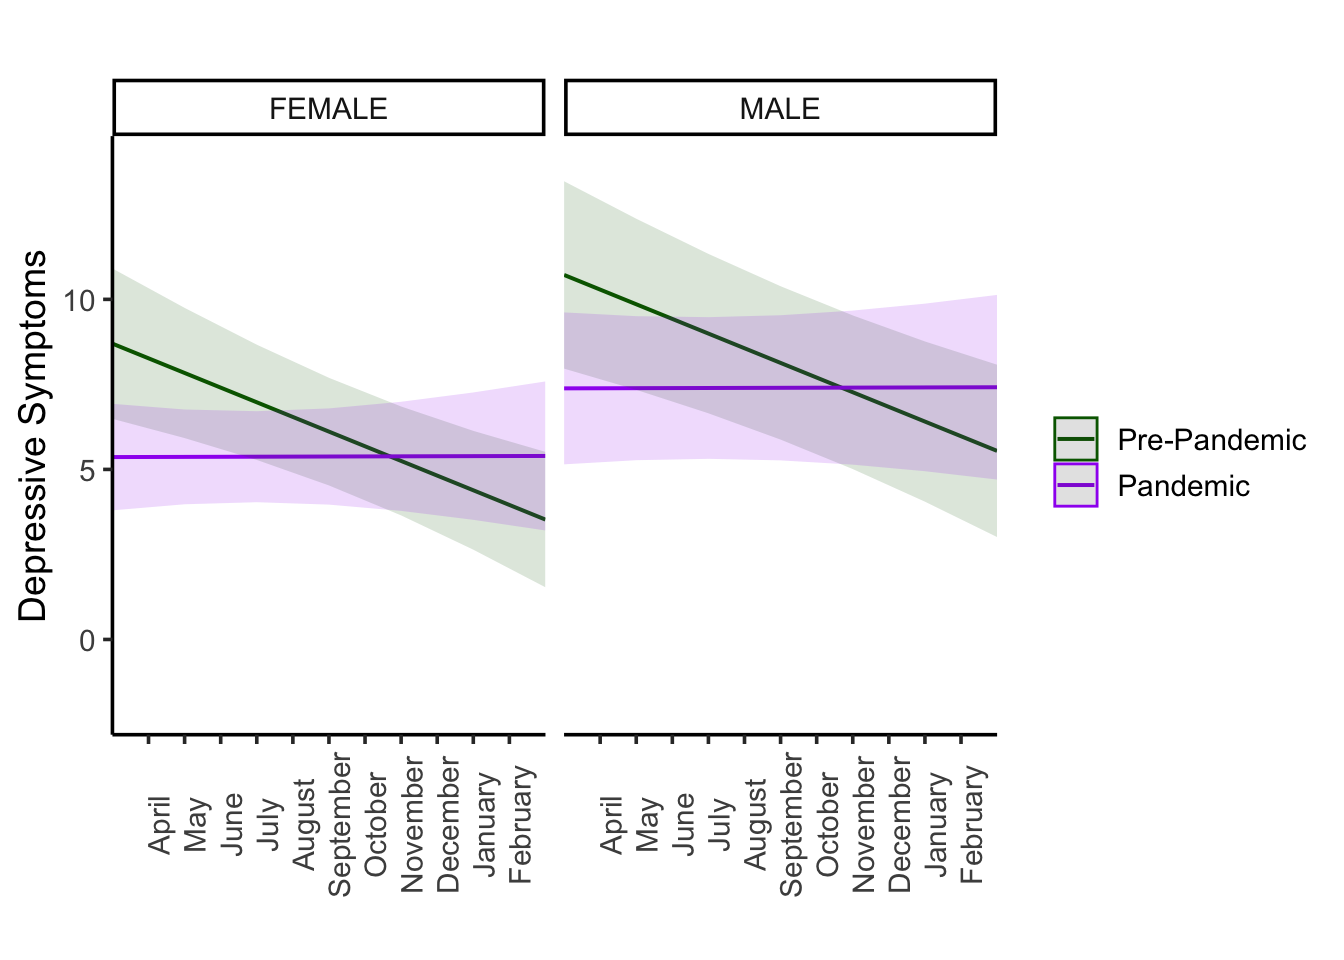 FEMALE
MALE
Depressive Symptoms
10
5
0
April
May
June
July
August
September
October
November
December
January
February
April
May
June
July
August
September
October
November
December
January
February
Pre-Pandemic
Pandemic